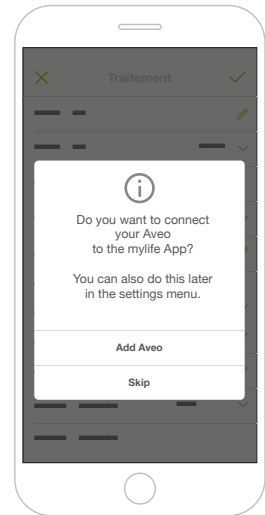 Traitement
Do you want to connect
your Aveo
to the mylife App?
You can also do this later
in the settings menu.
Add Aveo
Skip